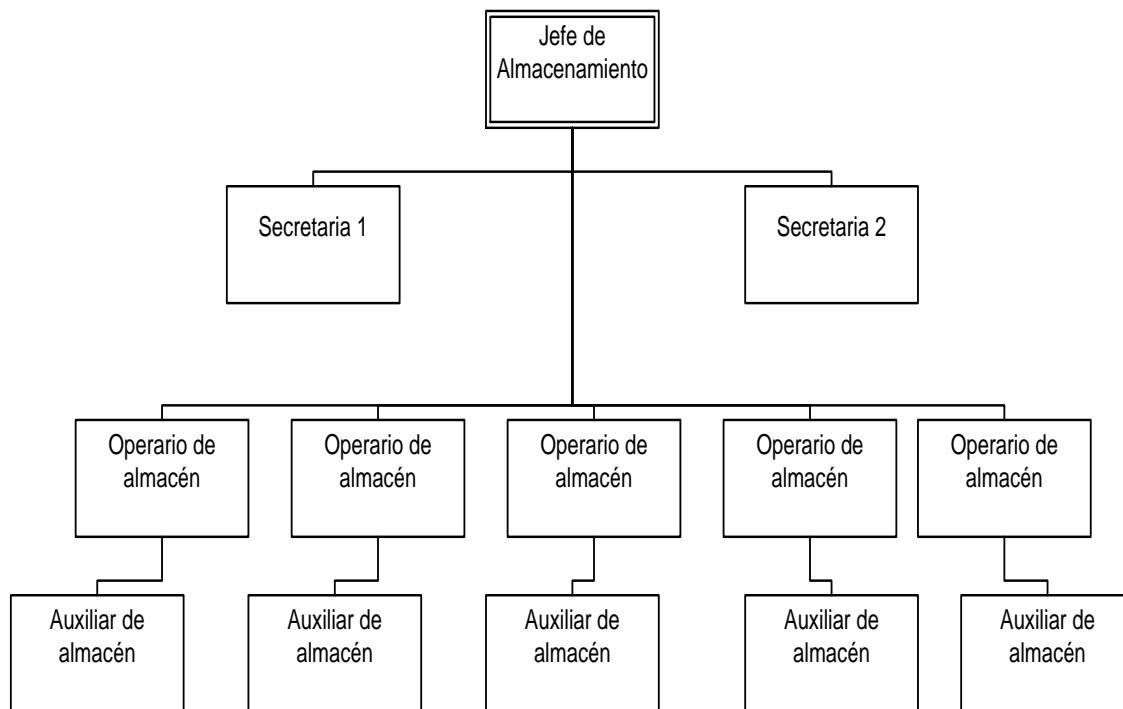 Jefe de
Almacenamiento
Secretaria 1
Secretaria 2
Operario de
almacén
Operario de
almacén
Operario de
almacén
Operario de
almacén
Operario de
almacén
Auxiliar de
almacén
Auxiliar de
almacén
Auxiliar de
almacén
Auxiliar de
almacén
Auxiliar de
almacén